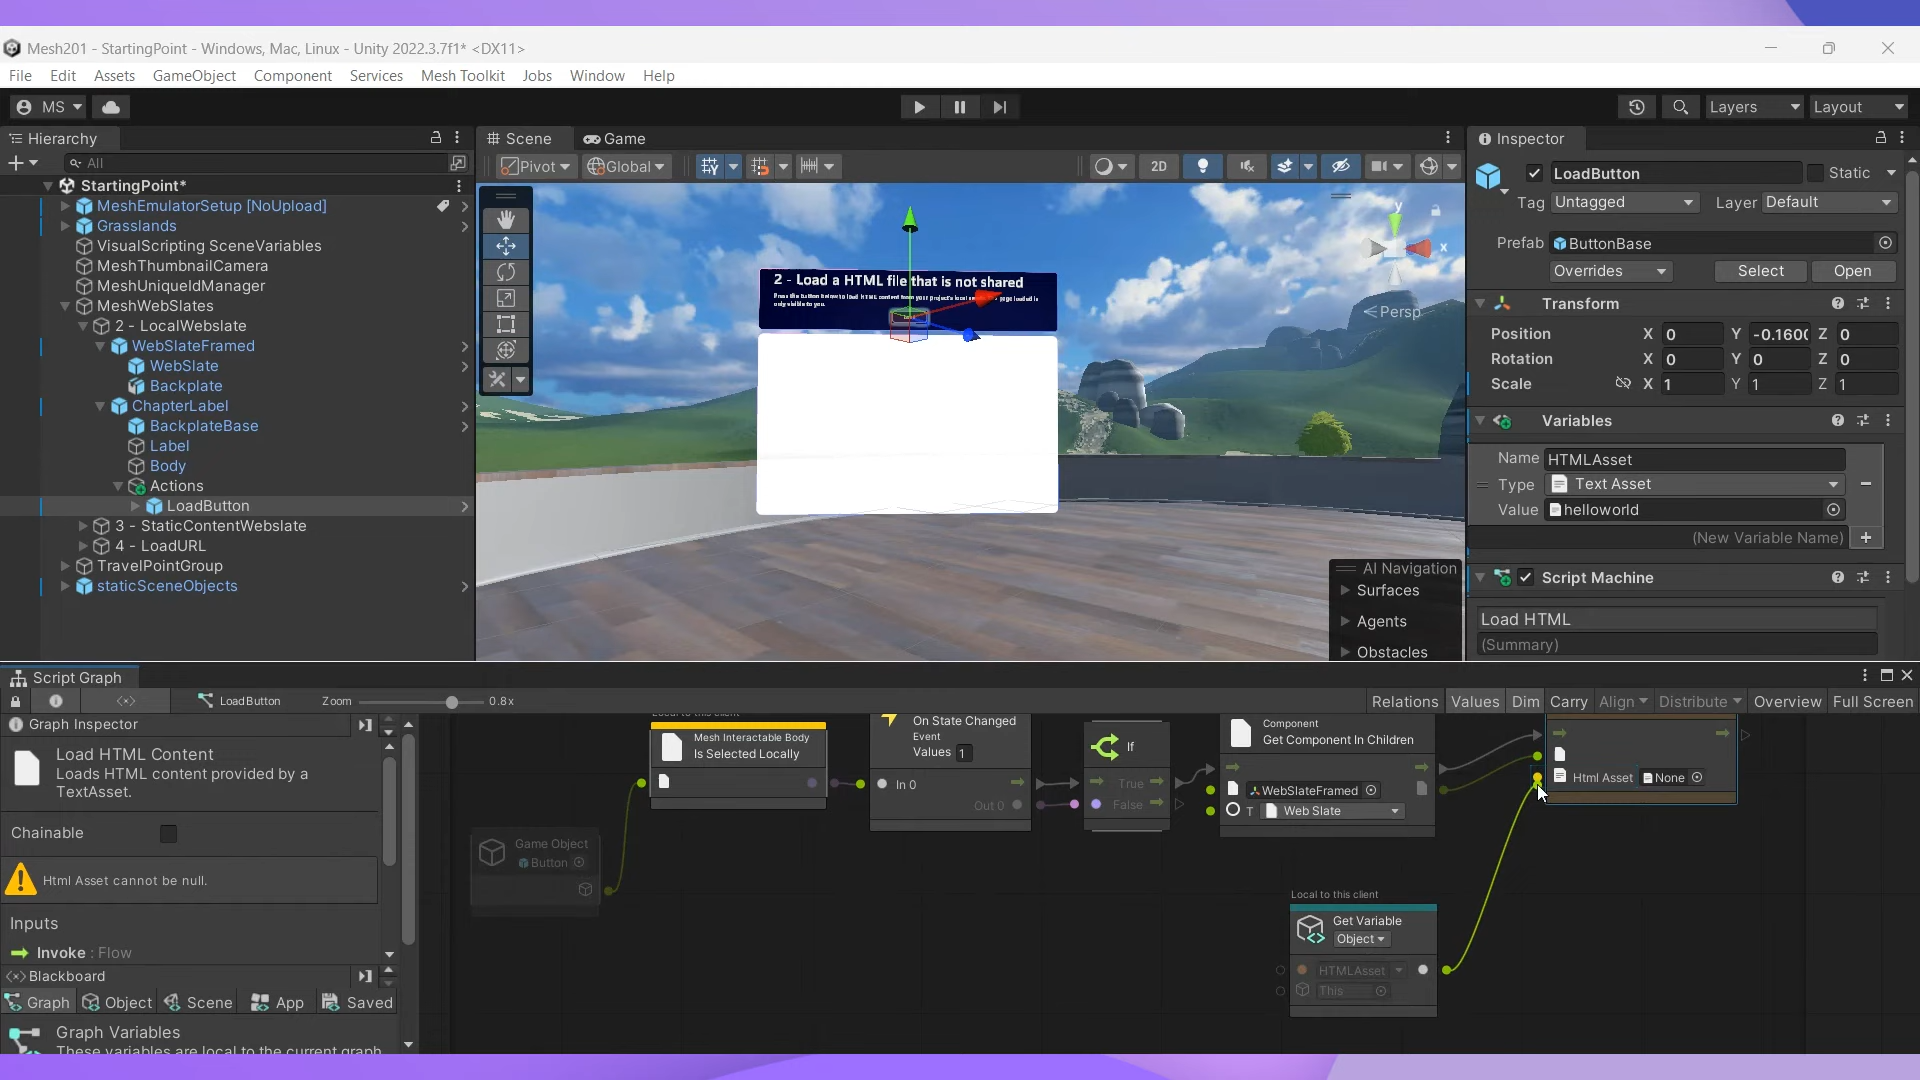 Mesh201 - StartingPoint - Windows, Mac, Linux - Unity 2022.3.7f1* <DX11>
File Edit Assets GameObject Component Services Mesh Toolkit Jobs Window Help
MS
Layers Layout
Hierarchy
All
StartingPoint*
MeshEmulatorSetup [NoUpload]
Grasslands
VisualScripting SceneVariables
MeshThumbnailCamera
MeshUniqueIdManager
MeshWebSlates
2 - LocalWebslate
WebSlateFramed
WebSlate
Backplate
ChapterLabel
BackplateBase
Label
Body
Actions
LoadButton
3 - StaticContentWebslate
4 - LoadURL
TravelPointGroup
staticSceneObjects
Scene Game
Pivot Global 2D
2 - Load a HTML file that is not shared
only visible to you.
y
x
Persp
AI Navigation
Surfaces
Agents
Obstacles
Inspector
LoadButton Static
Tag Untagged Layer Default
Prefab ButtonBase
Overrides Select Open
Transform
Position X 0 Y -0.160( Z 0
Rotation X 0 Y 0 Z 0
Scale X 1 Y 1 Z 1
Variables
Name HTMLAsset
Type Text Asset
Value helloworld
(New Variable Name)
Script Machine
Load HTML
(Summary)
Script Graph
LoadButton Zoom 0.8x
Relations Values Dim Carry Align Distribute Overview Full Screen
Graph Inspector
Load HTML Content
Loads HTML content provided by a
TextAsset.
Chainable
Html Asset cannot be null.
Inputs
Invoke : Flow
Blackboard
Graph Object Scene App Saved
Graph Variables
These variables are local to the current graph
Game Object
Button
Local to this client
Mesh Interactable Body
Is Selected Locally
On State Changed
Event
Values 1
In 0
Out 0
If
True
False
Component
Get Component In Children
WebSlateFramed
T Web Slate
Html Asset None
Local to this client
Get Variable
Object
HTMLAsset
This